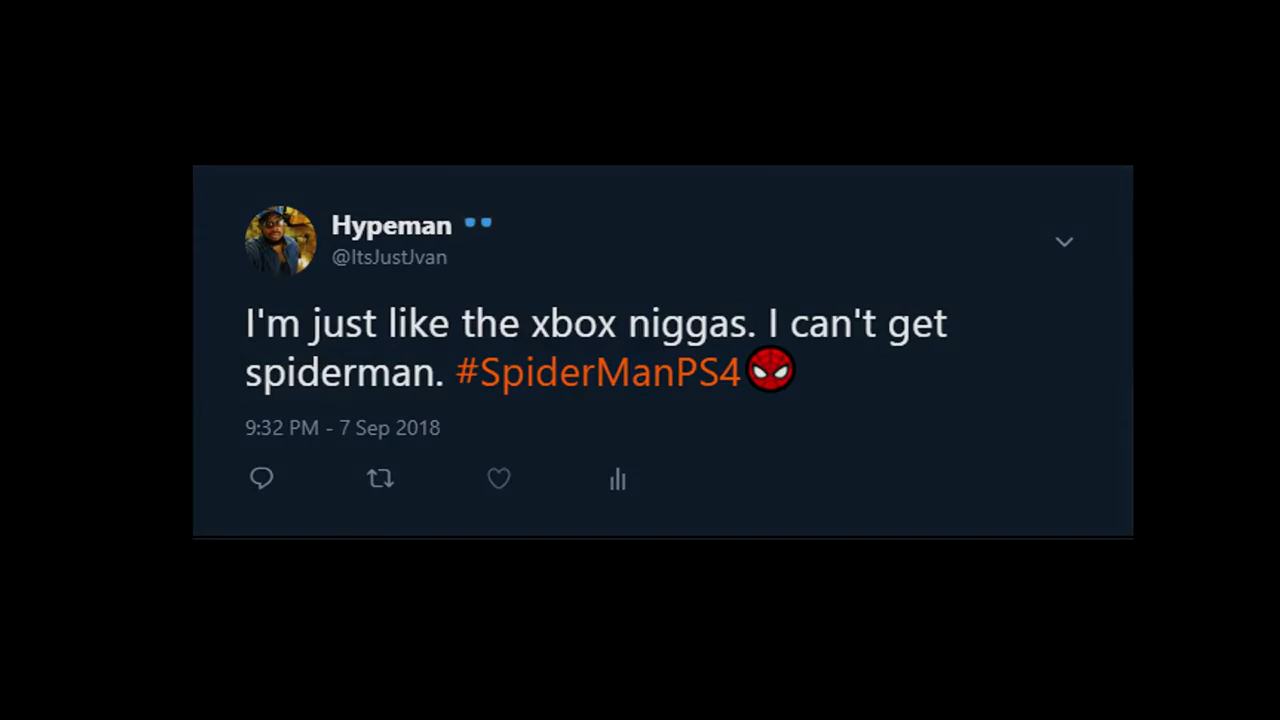 Hypeman
@ItsJustJvan
I'm just like the xbox niggas. I can't get
spiderman. #SpiderManPS4
9:32 PM - 7 Sep 2018